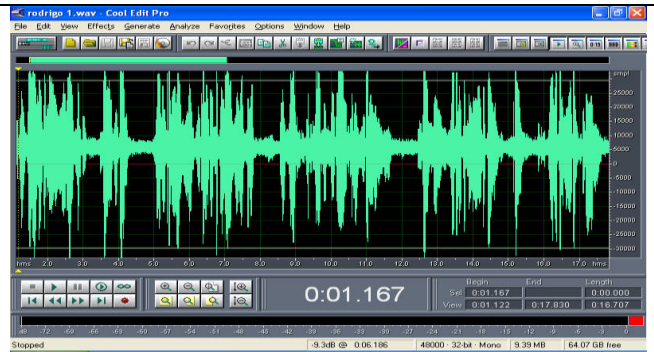 rodrigo 1.wav - Cool Edit Pro
File Edit View Effects Generate Analyze Favorites Options Window Help
smpl
25000
20000
15000
10000
5000
0
-5000
-10000
-15000
-20000
-25000
-30000
hms 2.0 3.0 4.0 5.0 6.0 7.0 8.0 9.0 10.0 11.0 12.0 13.0 14.0 15.0 16.0 17.0 hms
0:01.167
Begin End Length
Sel 0:01.167 0:00.000
View 0:01.122 0:17.830 0:16.707
dB -72 -69 -66 -63 -60 -57 -54 -51 -48 -45 -42 -39 -36 -33 -30 -27 -24 -21 -18 -15 -12 -9 -6 -3 0
Stopped -9.3dB @ 0:06.186 48000 · 32-bit · Mono 9.39 MB 64.07 GB free